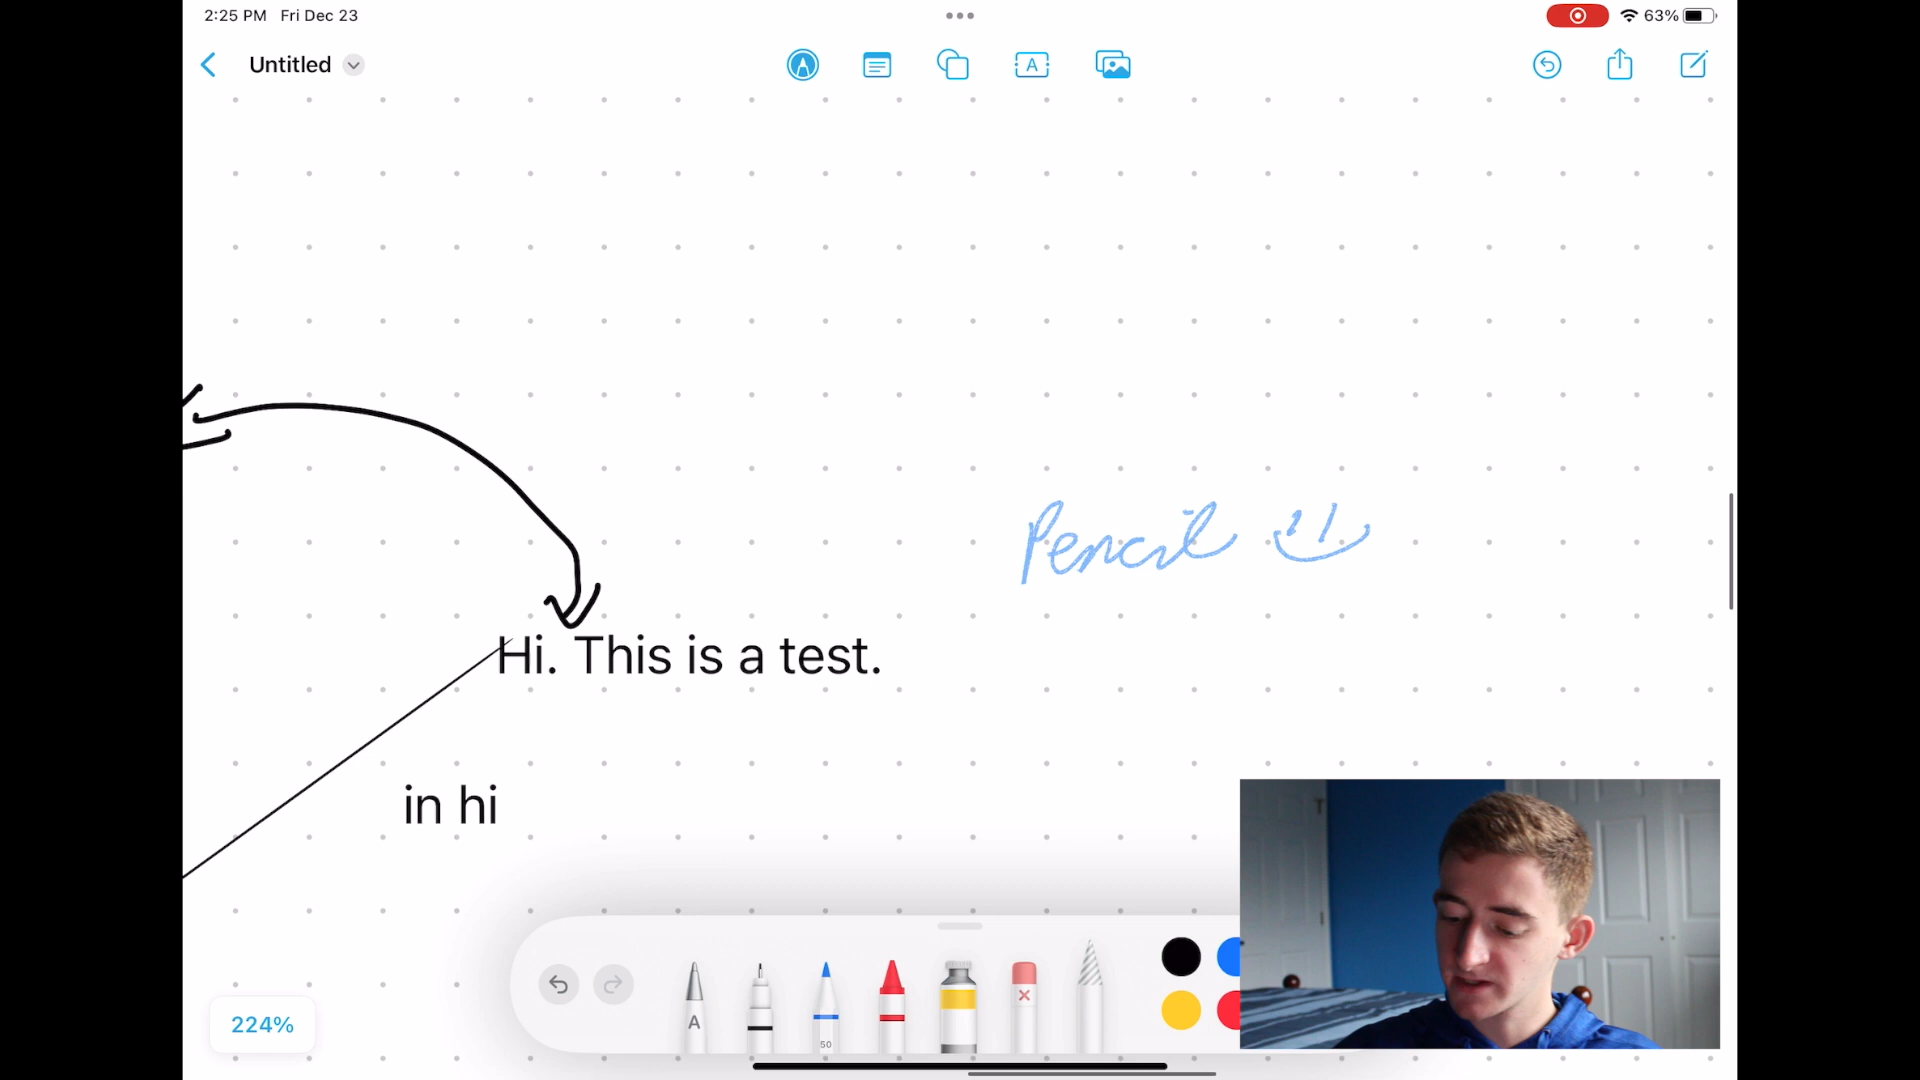 2:25 PM Fri Dec 23
63%
Untitled
A
Pencil
Hi. This is a test.
in hi
A
50
224%